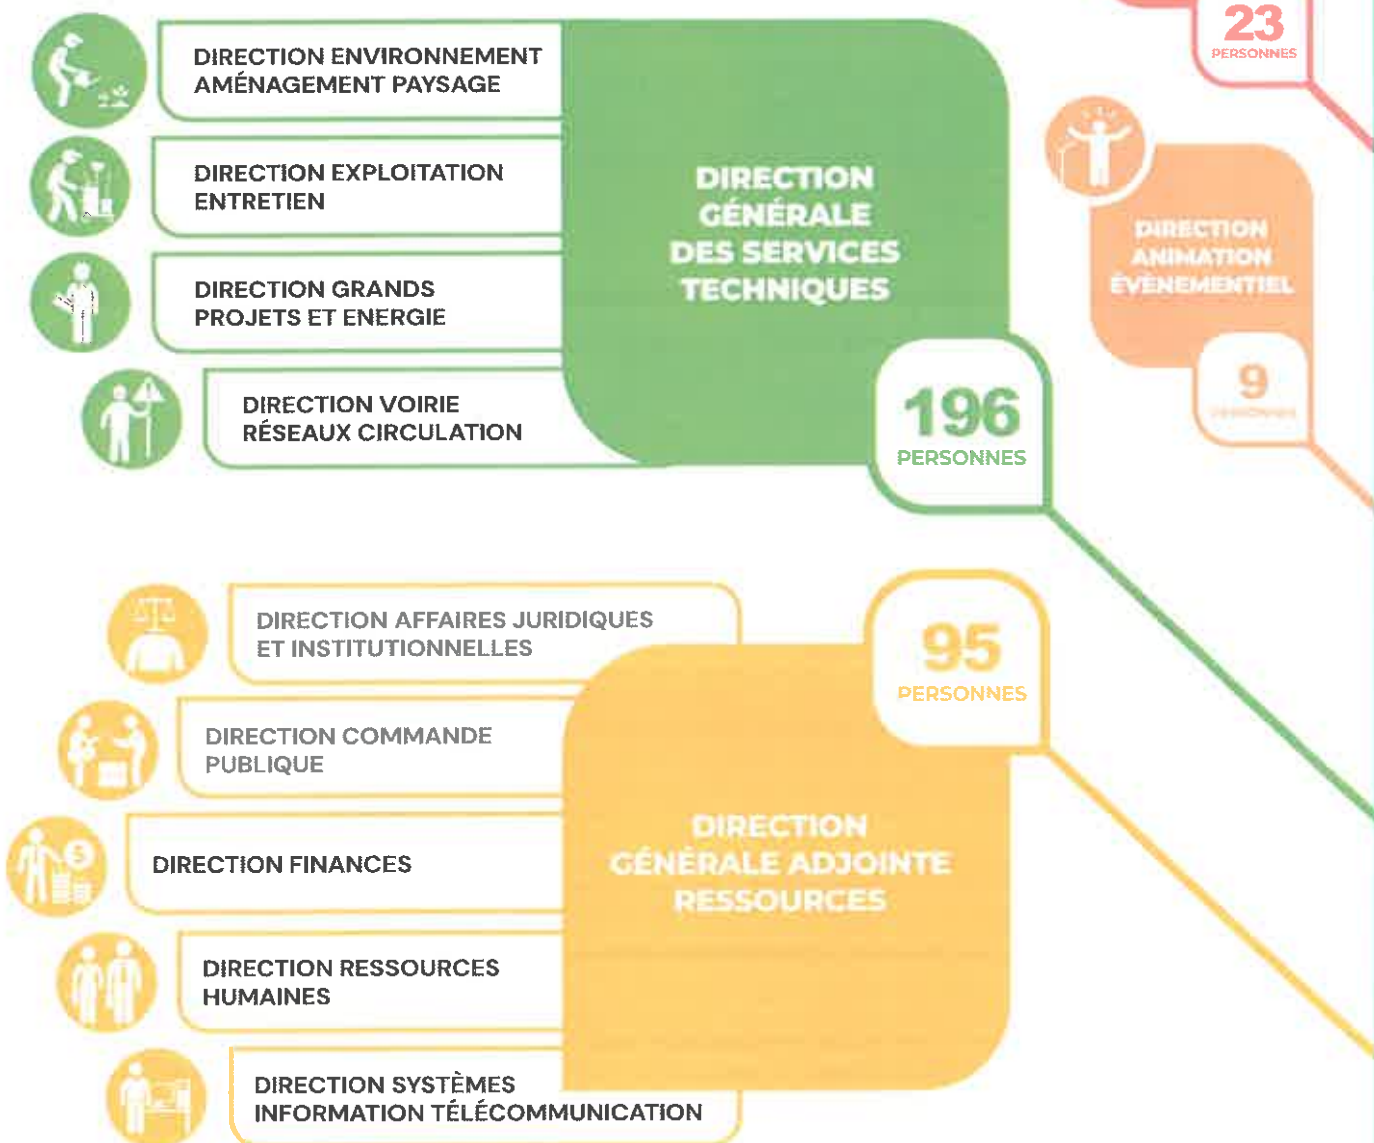 23
PERSONNES
DIRECTION ENVIRONNEMENT
AMÉNAGEMENT PAYSAGE
DIRECTION EXPLOITATION
ENTRETIEN
DIRECTION GRANDS
PROJETS ET ENERGIE
DIRECTION VOIRIE
RÉSEAUX CIRCULATION
DIRECTION
GÉNÉRALE
DES SERVICES
TECHNIQUES
196
PERSONNES
DIRECTION
ANIMATION
ÉVÈNEMENTIEL
9
PERSONNES
DIRECTION AFFAIRES JURIDIQUES
ET INSTITUTIONNELLES
DIRECTION COMMANDE
PUBLIQUE
DIRECTION FINANCES
DIRECTION RESSOURCES
HUMAINES
DIRECTION SYSTÈMES
INFORMATION TÉLÉCOMMUNICATION
95
PERSONNES
DIRECTION
GÉNÉRALE ADJOINTE
RESSOURCES